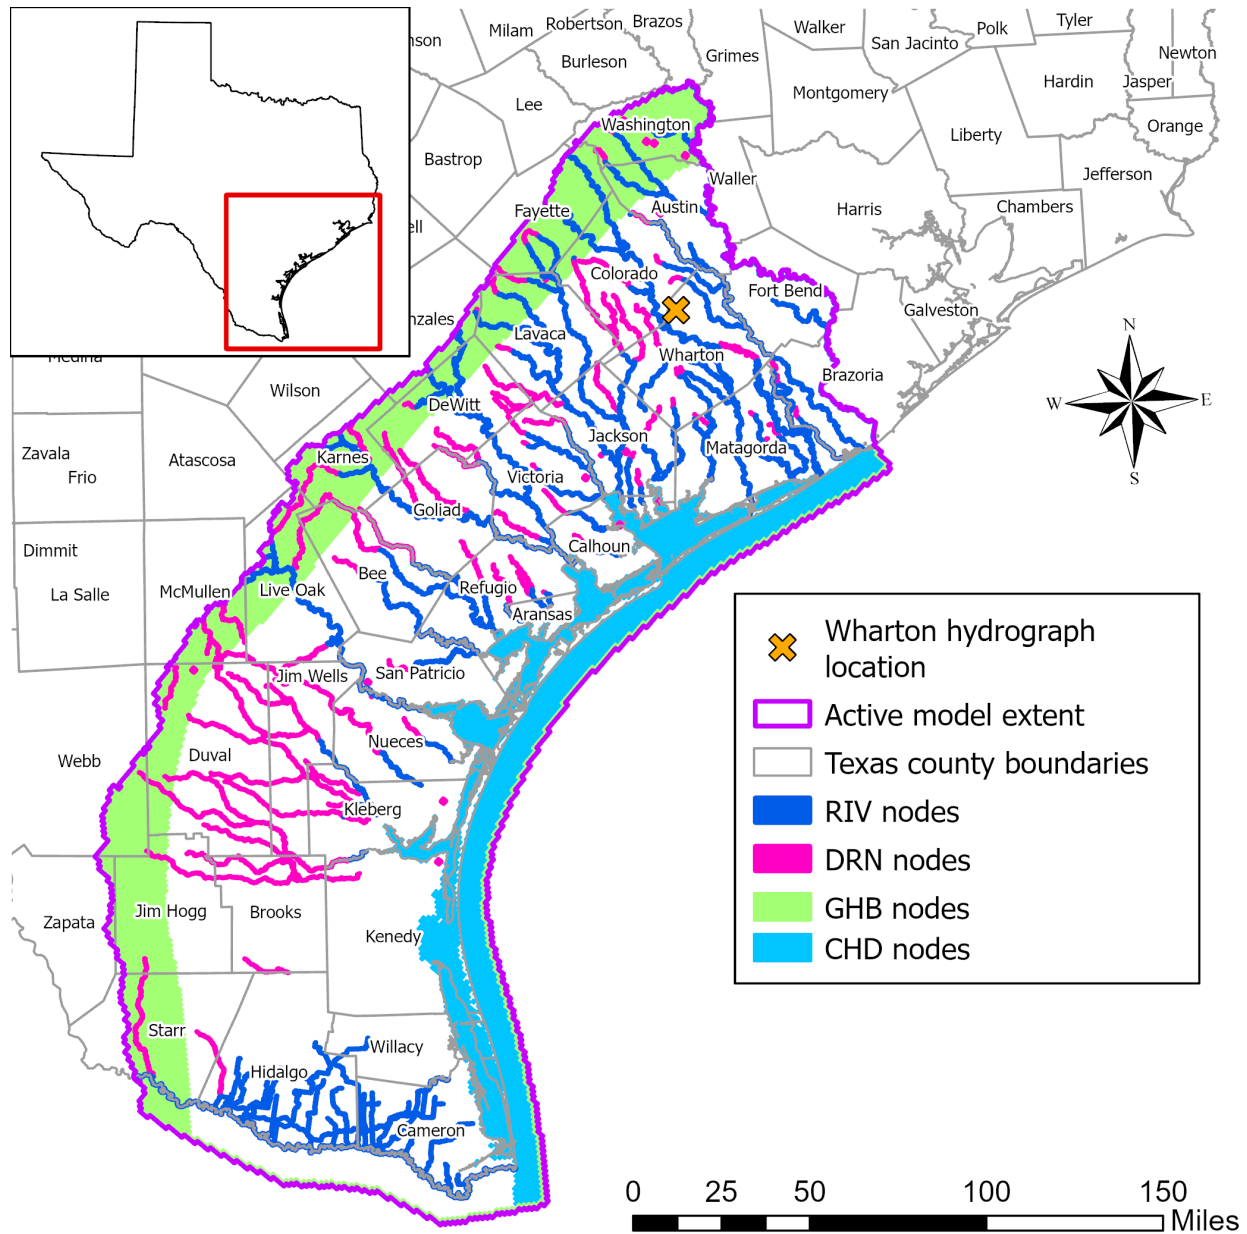 Milam
Robertson
Brazos
Walker
Polk
Tyler
nson
Burleson
Grimes
San Jacinto
Newton
Lee
Montgomery
Hardin
Jasper
Washington
Liberty
Orange
Bastrop
Waller
Jefferson
Fayette
Austin
Harris
Chambers
ell
Colorado
Fort Bend
Galveston
nzales
Lavaca
Wharton
Medina
Brazoria
Wilson
DeWitt
Jackson
Matagorda
Zavala
Frio
Atascosa
Karnes
Victoria
Goliad
Calhoun
Dimmit
La Salle
McMullen
Live Oak
Bee
Refugio
Aransas
Jim Wells
San Patricio
Webb
Duval
Nueces
Kleberg
Zapata
Jim Hogg
Brooks
Kenedy
Starr
Hidalgo
Willacy
Cameron
N
W
E
S
Wharton hydrograph
location
Active model extent
Texas county boundaries
RIV nodes
DRN nodes
GHB nodes
CHD nodes
0 25 50 100 150
Miles